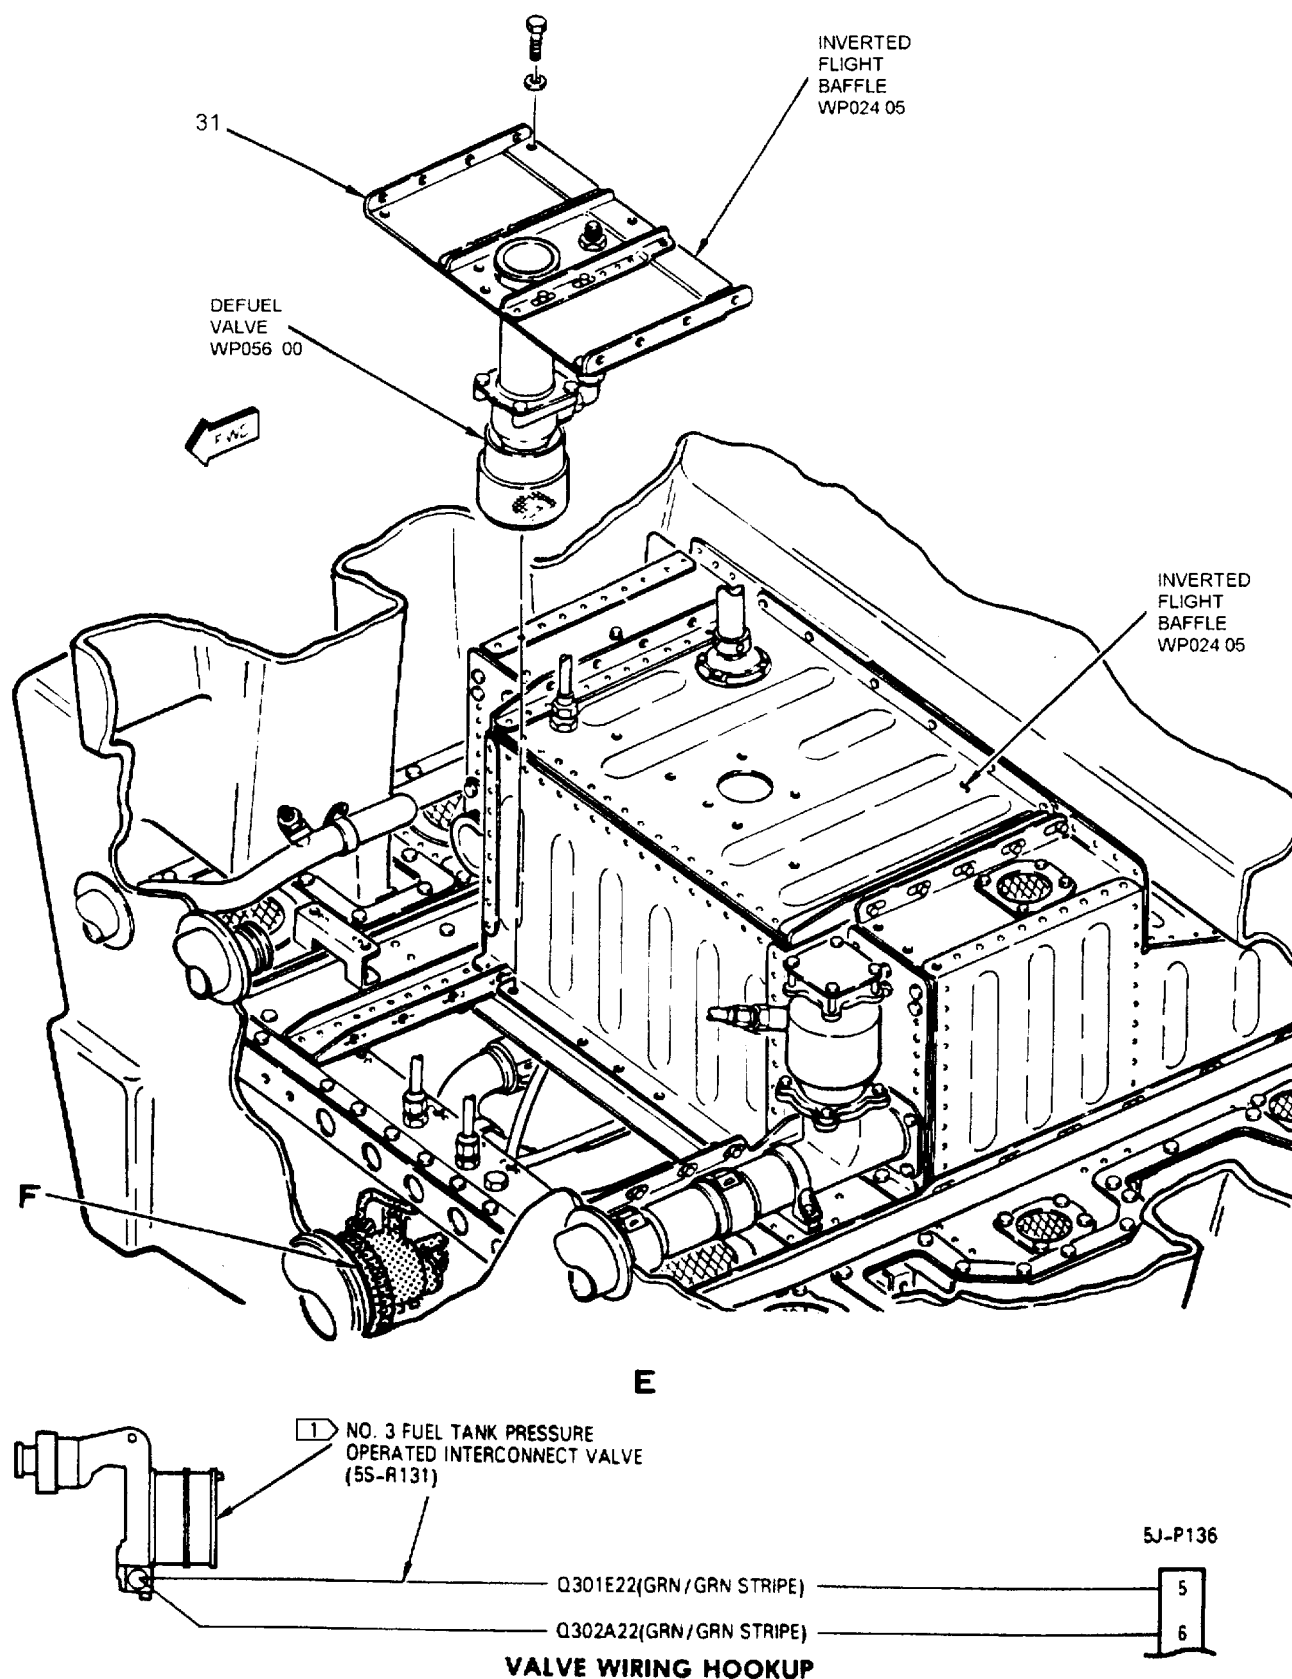 INVERTED
FLIGHT
BAFFLE
WP024 05
31
DEFUEL
VALVE
WP056 00
INVERTED
FLIGHT
BAFFLE
WP024 05
F
E
1 NO. 3 FUEL TANK PRESSURE
OPERATED INTERCONNECT VALVE
(5S-R131)
5J-P136
Q301E22(GRN/GRN STRIPE) 5
Q302A22(GRN/GRN STRIPE) 6
VALVE WIRING HOOKUP